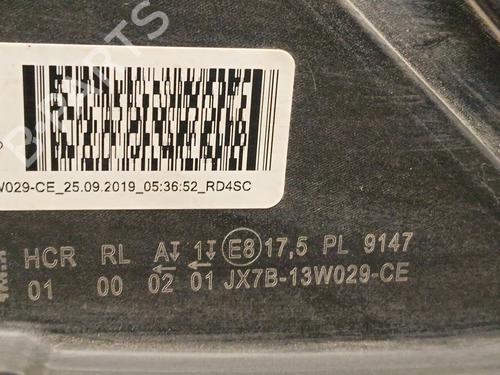 B-PARTS
W029-CE_25.09.2019_05:36:52_RD4SC
HCR RL A↧ 1↧ E8 17,5 PL 9147
01 00 02 01 JX7B-13W029-CE